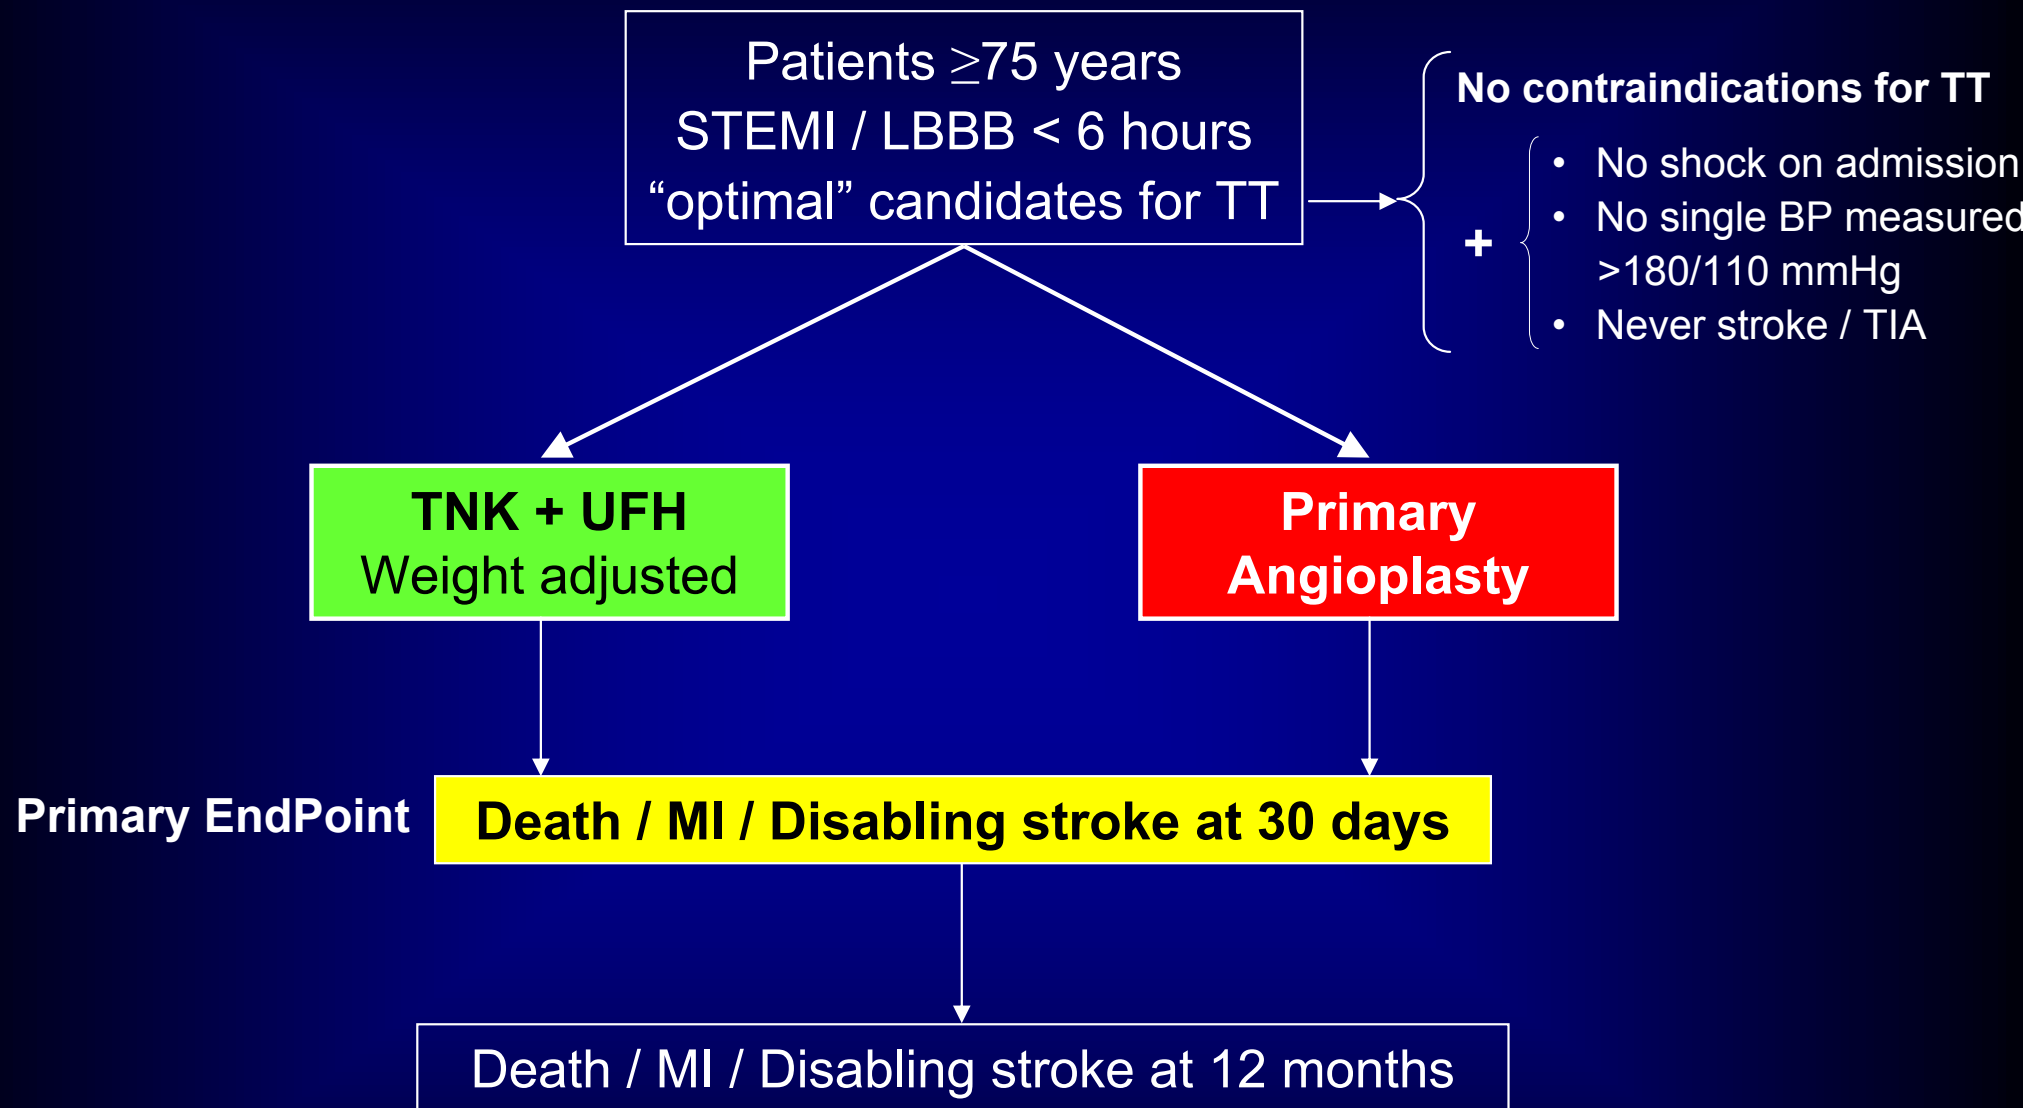 Patients ≥75 years
STEMI / LBBB < 6 hours
“optimal” candidates for TT
No contraindications for TT
+
• No shock on admission
• No single BP measured
>180/110 mmHg
• Never stroke / TIA
TNK + UFH
Weight adjusted
Primary
Angioplasty
Primary EndPoint
Death / MI / Disabling stroke at 30 days
Death / MI / Disabling stroke at 12 months